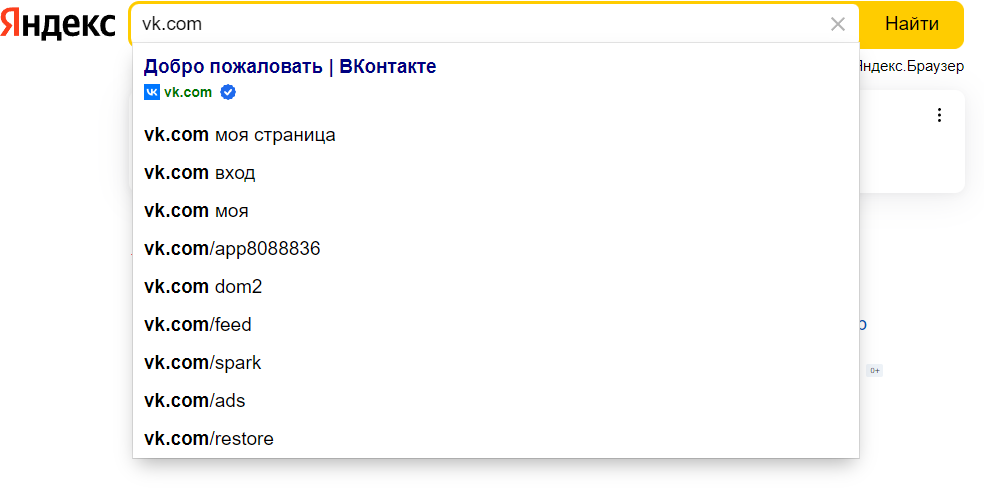 Яндекс
vk.com
Найти
Яндекс.Браузер
Добро пожаловать | ВКонтакте
vk.com
vk.com моя страница
vk.com вход
vk.com моя
vk.com/app8088836
vk.com dom2
vk.com/feed
vk.com/spark
vk.com/ads
vk.com/restore
0+